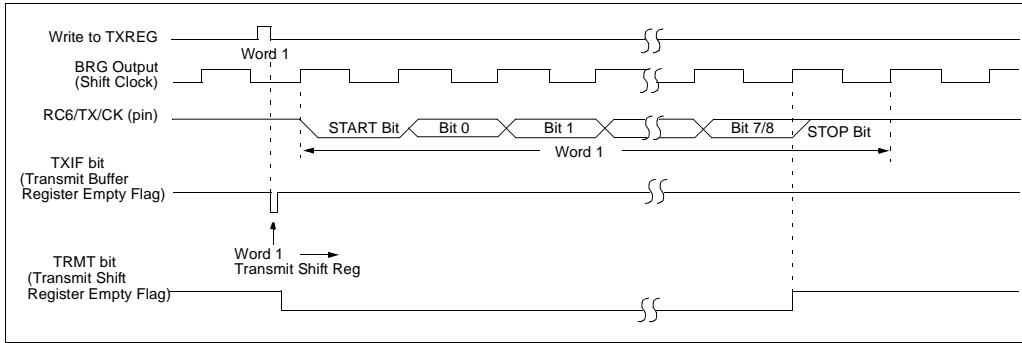 Write to TXREG
Word 1
BRG Output
(Shift Clock)
RC6/TX/CK (pin)
START Bit
Bit 0
Bit 1
Bit 7/8
STOP Bit
Word 1
TXIF bit
(Transmit Buffer
Register Empty Flag)
Word 1
Transmit Shift Reg
TRMT bit
(Transmit Shift
Register Empty Flag)